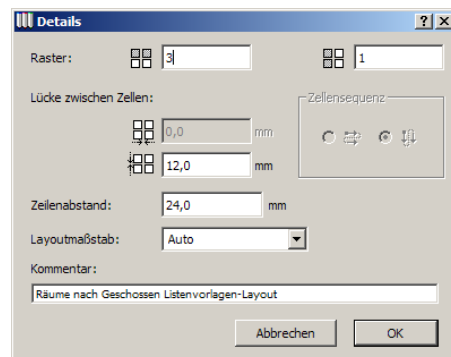 Details
Raster: 3 1
Lücke zwischen Zellen:
Zellensequenz
0,0 mm
12,0 mm
Zeilenabstand: 24,0 mm
Layoutmaßstab: Auto
Kommentar:
Räume nach Geschossen Listenvorlagen-Layout
Abbrechen OK